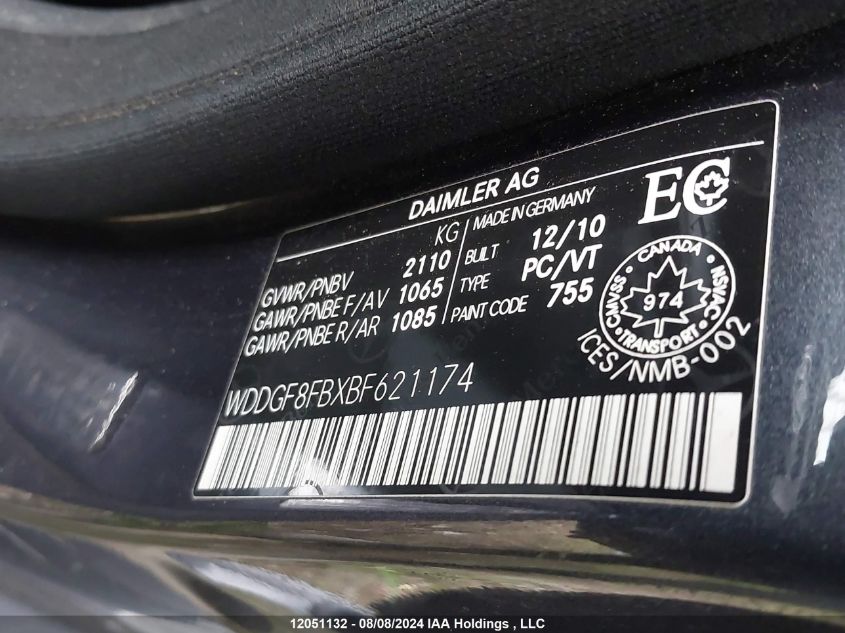 DAIMLER AG
KG MADE IN GERMANY
GVWR/PNBV 2110 BUILT 12/10
GAWR/PNBE F/AV 1065 TYPE PC/VT
GAWR/PNBE R/AR 1085 PAINT CODE 755
EC
CANADA
CMVSS 974 NSVAC
TRANSPORT
ICES/NMB-002
WDDGF8FBXBF621174
12051132 - 08/08/2024 IAA Holdings , LLC